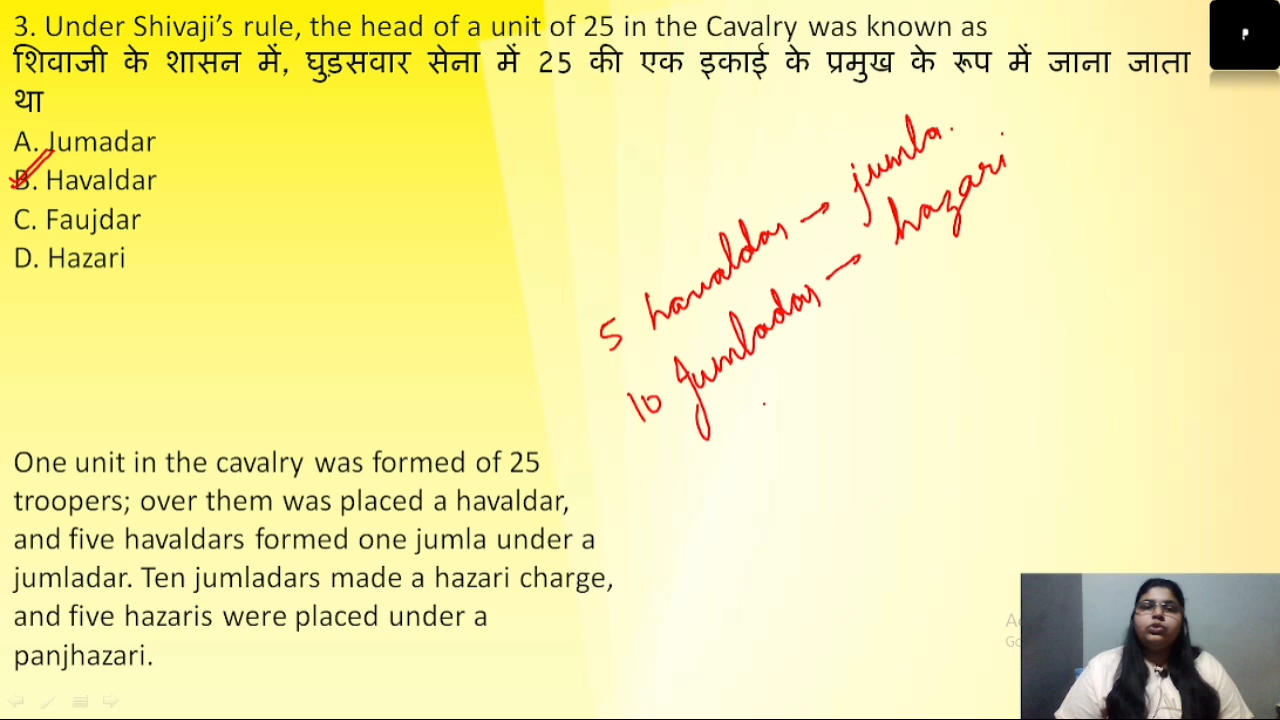 3. Under Shivaji’s rule, the head of a unit of 25 in the Cavalry was known as
शिवाजी के शासन में, घुड़सवार सेना में 25 की एक इकाई के प्रमुख के रूप में जाना जाता
था
A. Jumadar
B. Havaldar
C. Faujdar
D. Hazari
5 havaldar → jumla.
10 Jumladar → hazari
One unit in the cavalry was formed of 25
troopers; over them was placed a havaldar,
and five havaldars formed one jumla under a
jumladar. Ten jumladars made a hazari charge,
and five hazaris were placed under a
panjhazari.